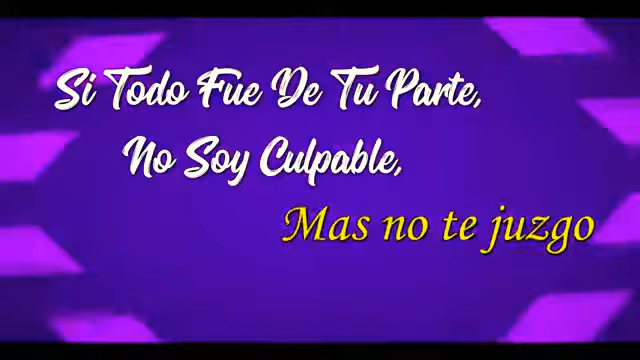 Si Todo Fue De Tu Parte,
No Soy Culpable,
Mas no te juzgo